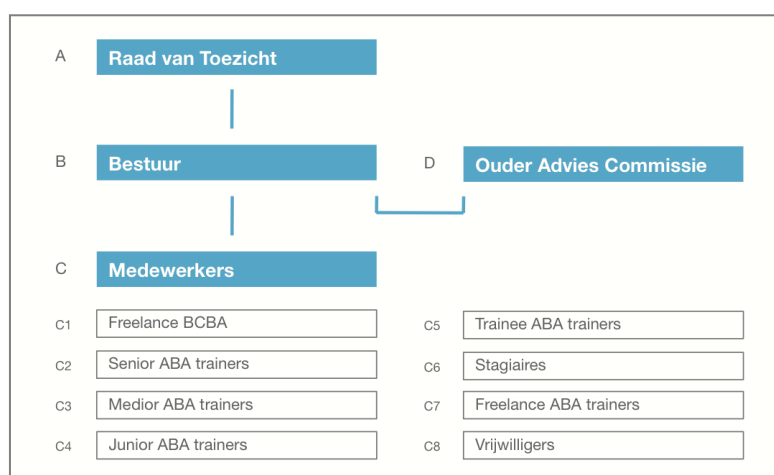 A Raad van Toezicht
B Bestuur D Ouder Advies Commissie
C Medewerkers
C1 Freelance BCBA C5 Trainee ABA trainers
C2 Senior ABA trainers C6 Stagiaires
C3 Medior ABA trainers C7 Freelance ABA trainers
C4 Junior ABA trainers C8 Vrijwilligers